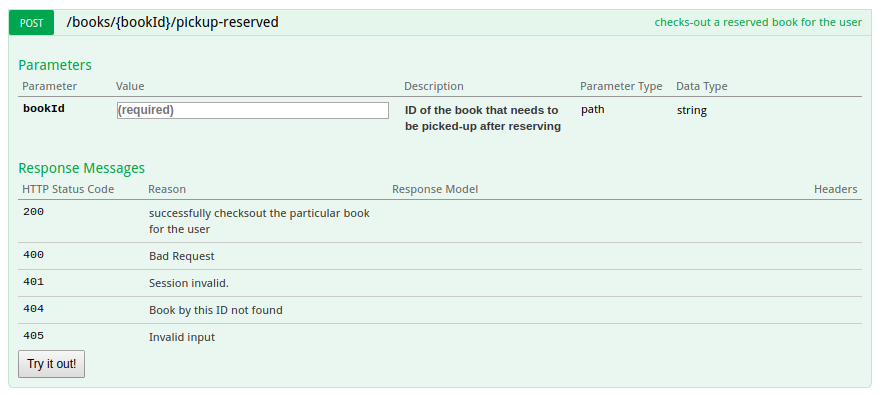 POST /books/{bookId}/pickup-reserved checks-out a reserved book for the user
Parameters
Parameter Value Description Parameter Type Data Type
bookId (required) ID of the book that needs to be picked-up after reserving path string
Response Messages
HTTP Status Code Reason Response Model Headers
200 successfully checksout the particular book
for the user
400 Bad Request
401 Session invalid.
404 Book by this ID not found
405 Invalid input
Try it out!